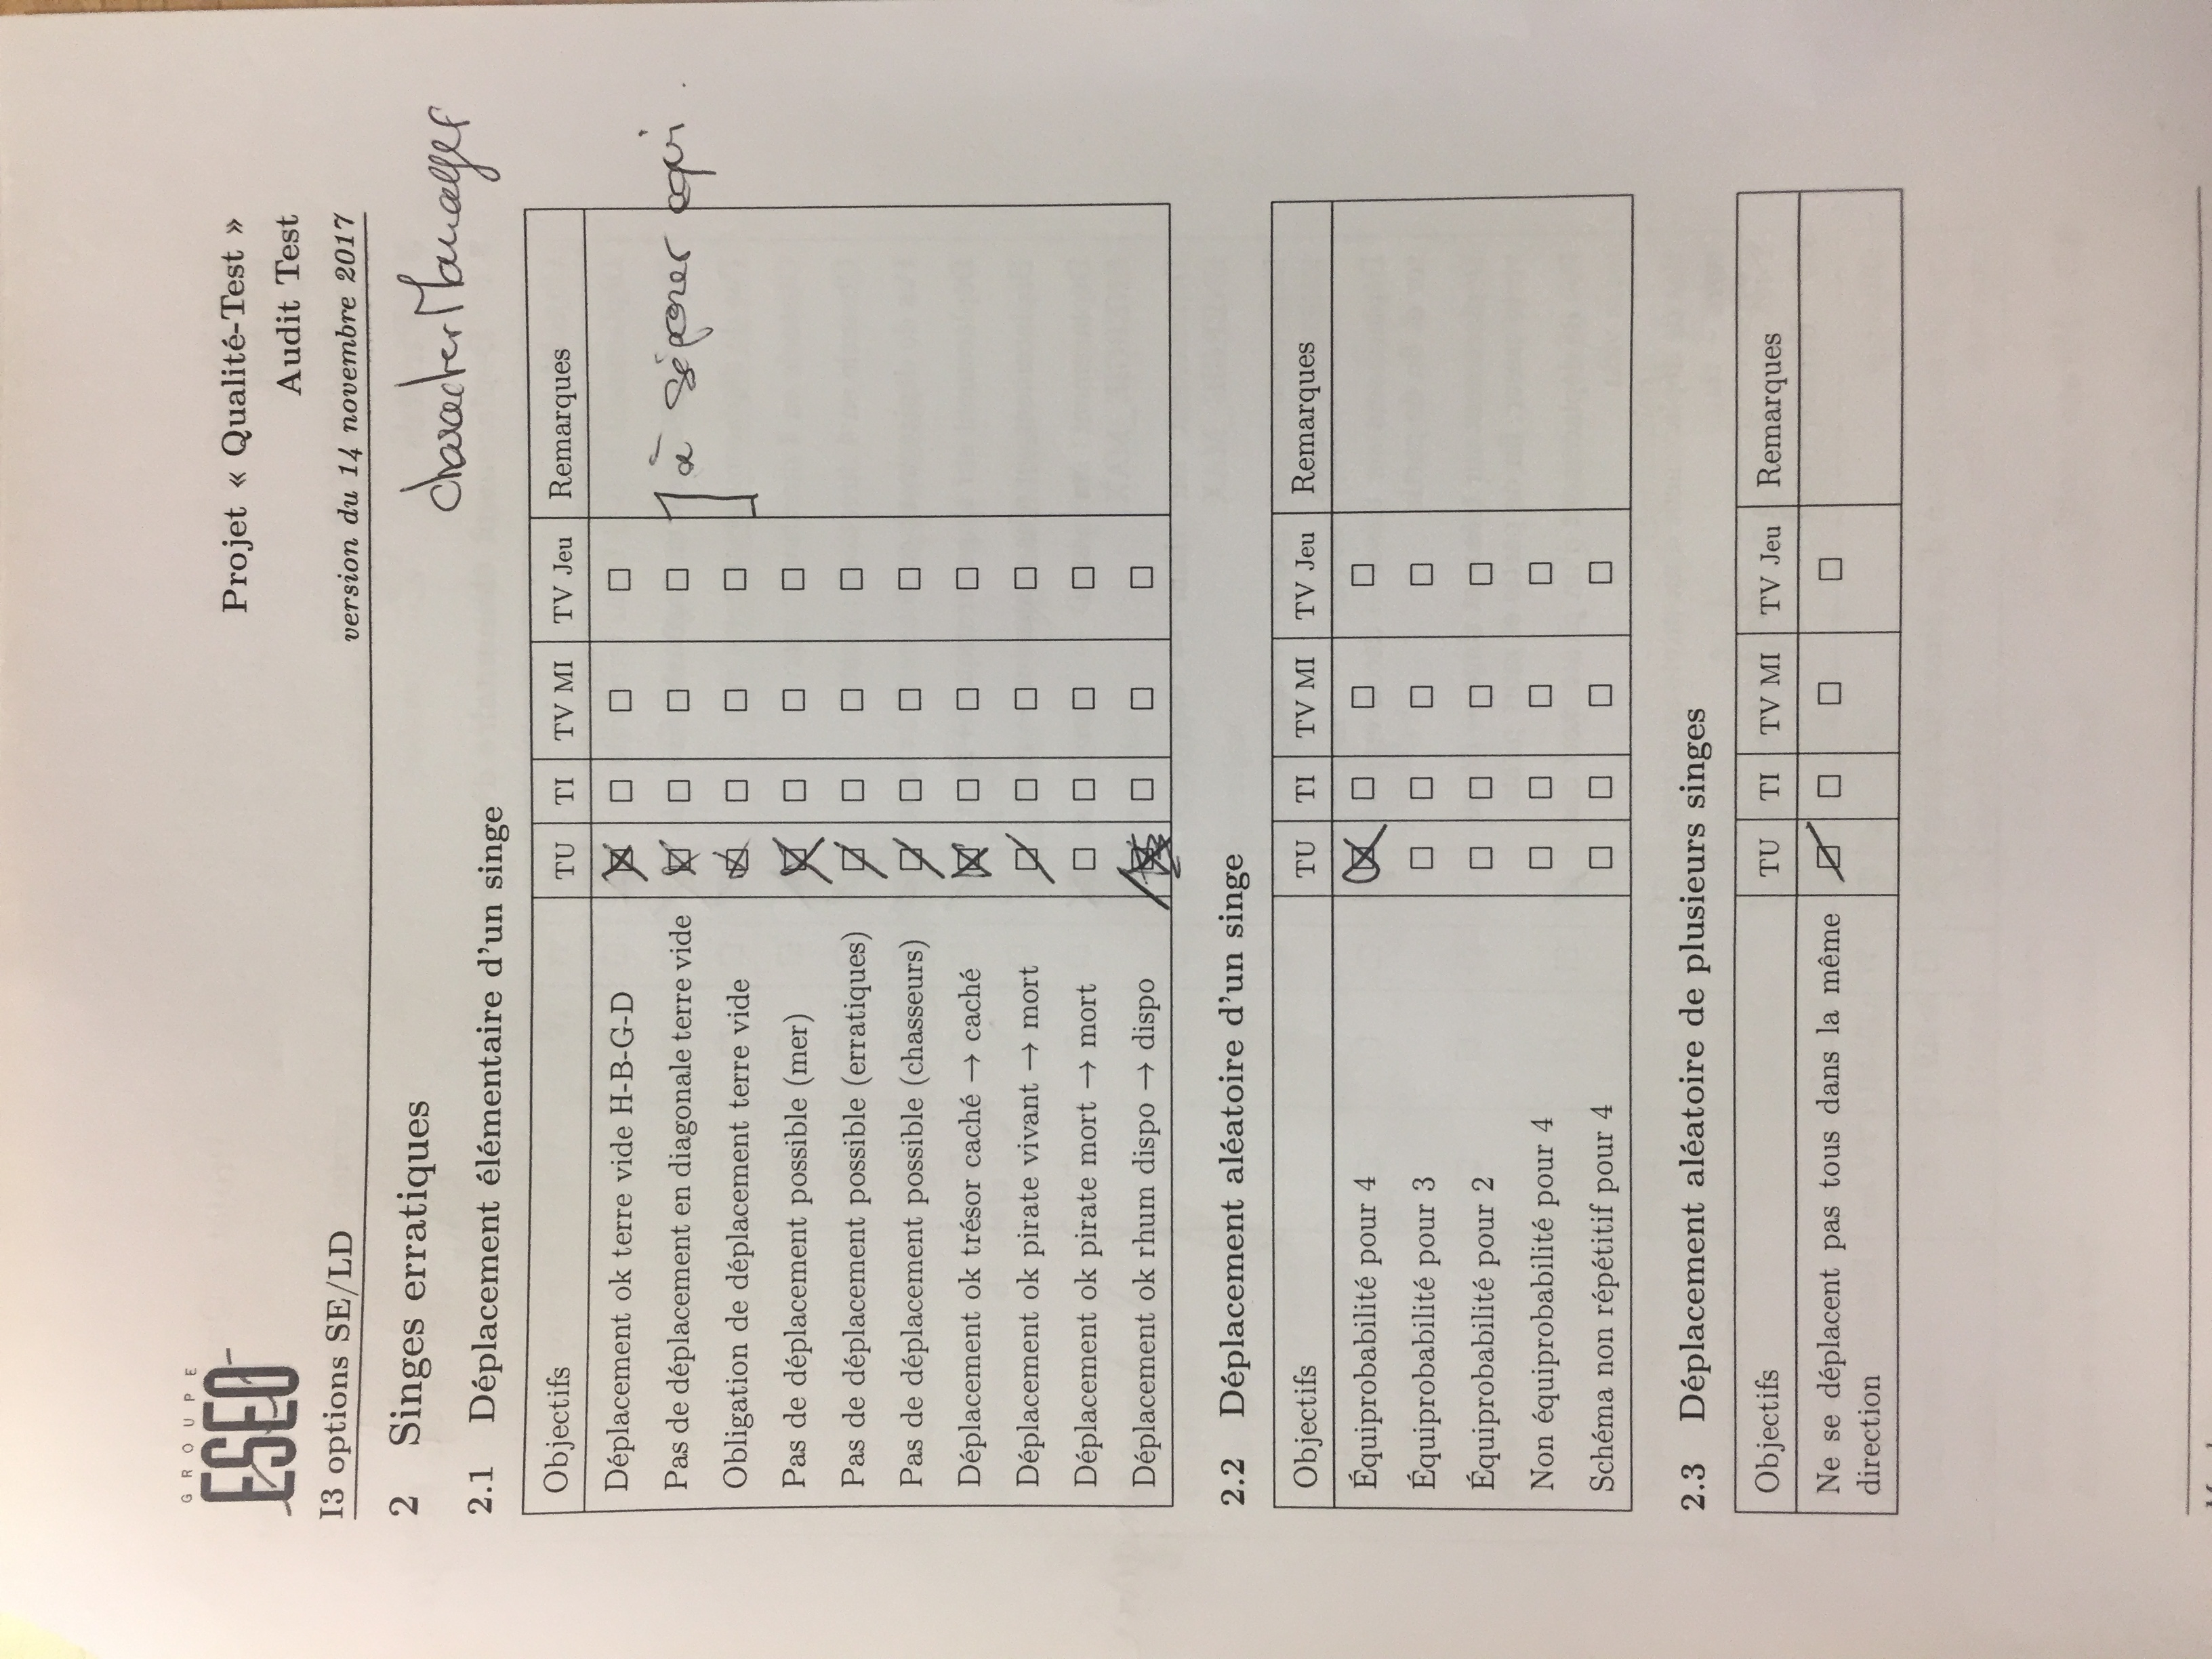 GROUPE
ESEO
Projet « Qualité-Test »
Audit Test
I3 options SE/LD
version du 14 novembre 2017
2 Singes erratiques
characterManager
2.1 Déplacement élémentaire d'un singe
Objectifs TU TI TV MI TV Jeu Remarques
Déplacement ok terre vide H-B-G-D
Pas de déplacement en diagonale terre vide à séparer
Obligation de déplacement terre vide
Pas de déplacement possible (mer)
Pas de déplacement possible (erratiques)
Pas de déplacement possible (chasseurs)
Déplacement ok trésor caché → caché
Déplacement ok pirate vivant → mort
Déplacement ok pirate mort → mort
Déplacement ok rhum dispo → dispo
2.2 Déplacement aléatoire d'un singe
Objectifs TU TI TV MI TV Jeu Remarques
Équiprobabilité pour 4
Équiprobabilité pour 3
Équiprobabilité pour 2
Non équiprobabilité pour 4
Schéma non répétitif pour 4
2.3 Déplacement aléatoire de plusieurs singes
Objectifs TU TI TV MI TV Jeu Remarques
Ne se déplacent pas tous dans la même
direction